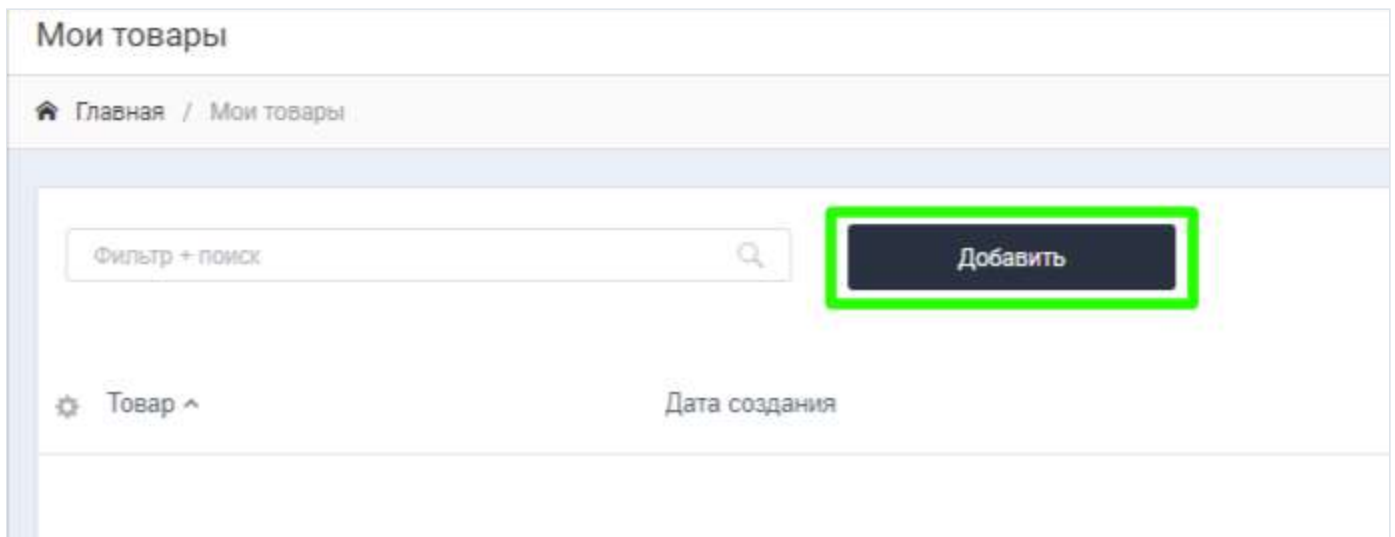 Мои товары
Главная / Мои товары
Фильтр + поиск
Добавить
Товар
Дата создания